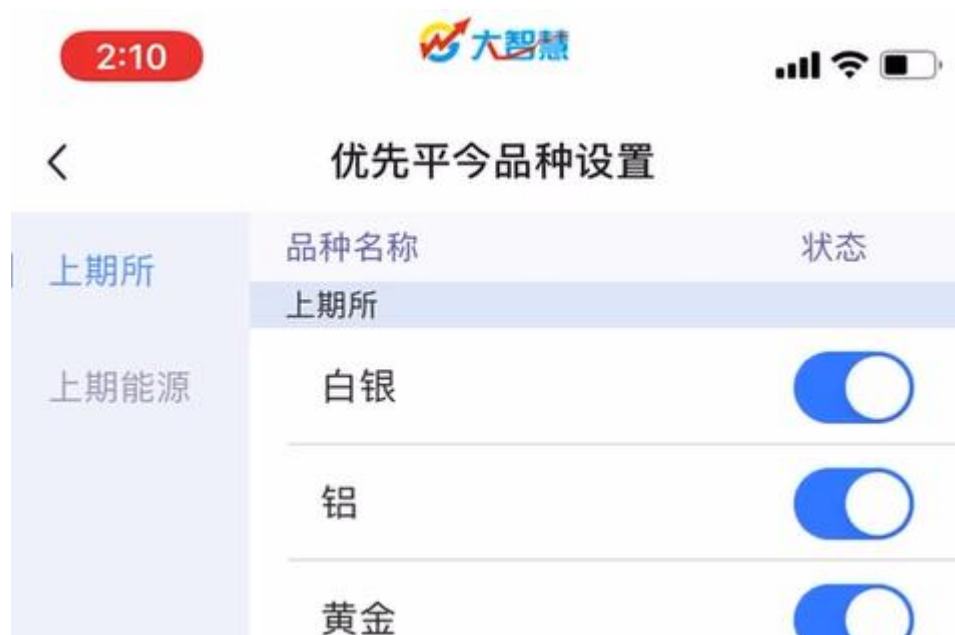 2:10
大智慧
优先平今品种设置
上期所
上期能源
品种名称 状态
上期所
白银
铝
黄金